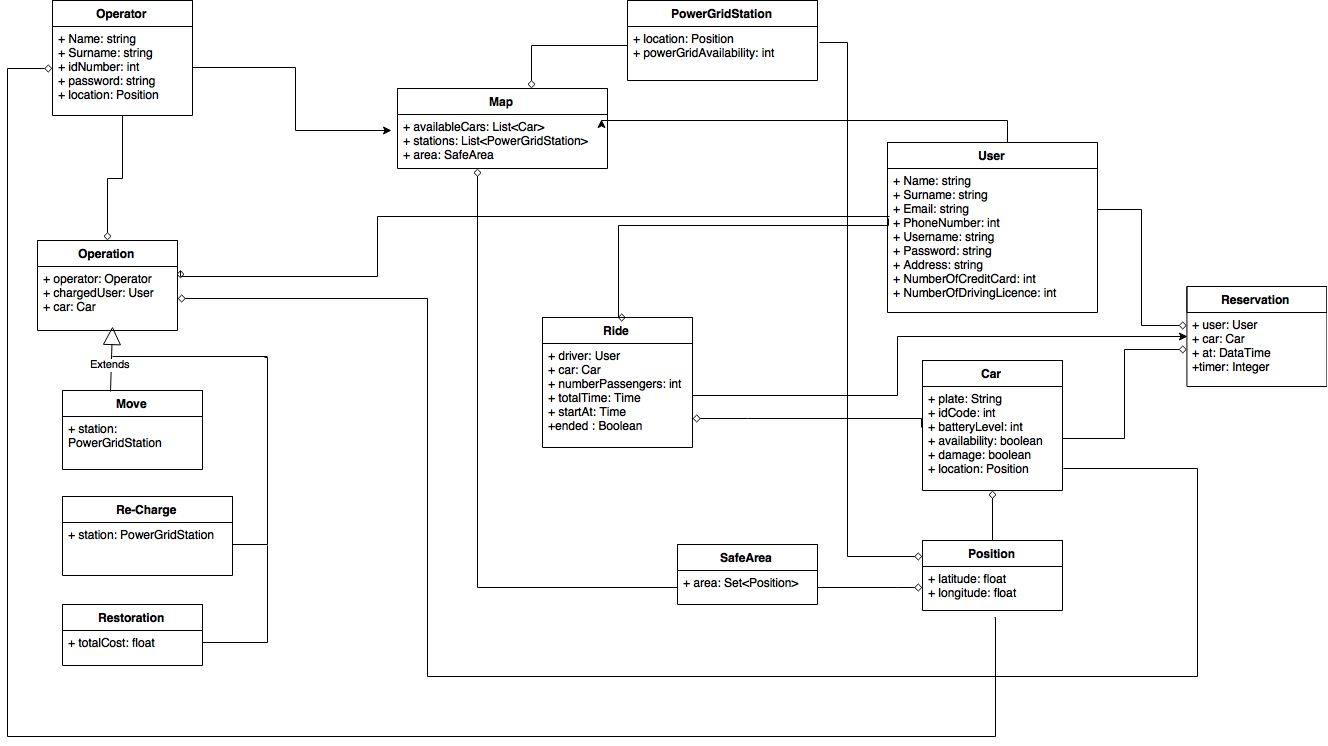 Operator
+ Name: string
+ Surname: string
+ idNumber: int
+ password: string
+ location: Position
PowerGridStation
+ location: Position
+ powerGridAvailability: int
Map
+ availableCars: List<Car>
+ stations: List<PowerGridStation>
+ area: SafeArea
User
+ Name: string
+ Surname: string
+ Email: string
+ PhoneNumber: int
+ Username: string
+ Password: string
+ Address: string
+ NumberOfCreditCard: int
+ NumberOfDrivingLicence: int
Operation
+ operator: Operator
+ chargedUser: User
+ car: Car
Extends
Reservation
+ user: User
+ car: Car
+ at: DataTime
+timer: Integer
Ride
+ driver: User
+ car: Car
+ numberPassengers: int
+ totalTime: Time
+ startAt: Time
+ended : Boolean
Car
+ plate: String
+ idCode: int
+ batteryLevel: int
+ availability: boolean
+ damage: boolean
+ location: Position
Move
+ station:
PowerGridStation
Re-Charge
+ station: PowerGridStation
SafeArea
+ area: Set<Position>
Position
+ latitude: float
+ longitude: float
Restoration
+ totalCost: float